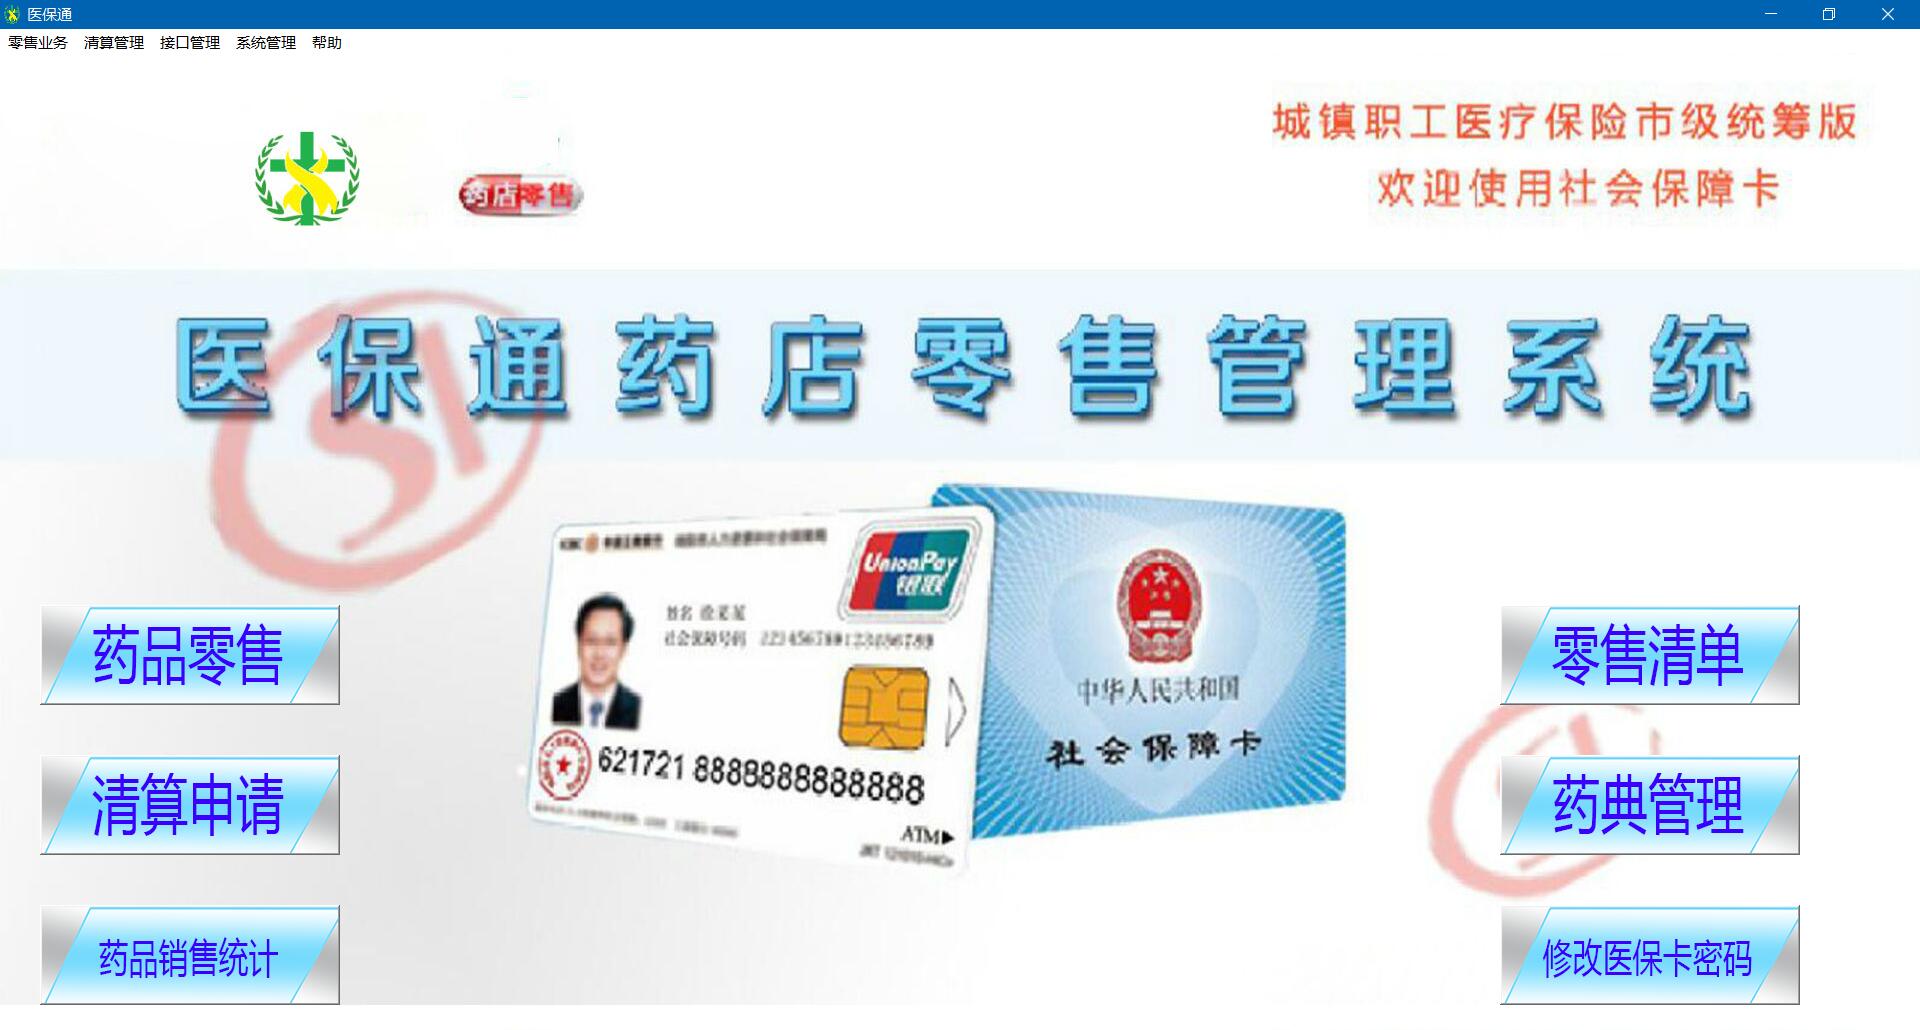 医保通
零售业务 清算管理 接口管理 系统管理 帮助
城镇职工医疗保险市级统筹版
药店零售
欢迎使用社会保障卡
医保通药店零售管理系统
SI
UnionPay
银联
社会保障号码
中华人民共和国
社会保障卡
621721 8888888888888
ATM
药品零售
零售清单
清算申请
药典管理
药品销售统计
修改医保卡密码